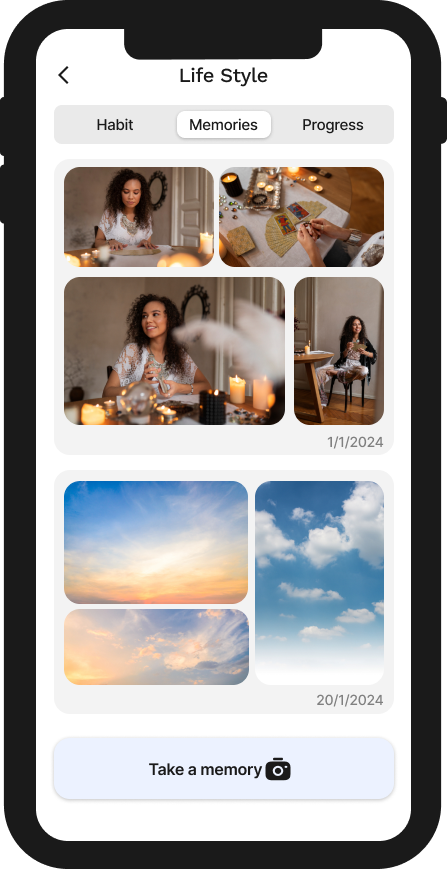 Life Style
Habit Memories Progress
1/1/2024
20/1/2024
Take a memory